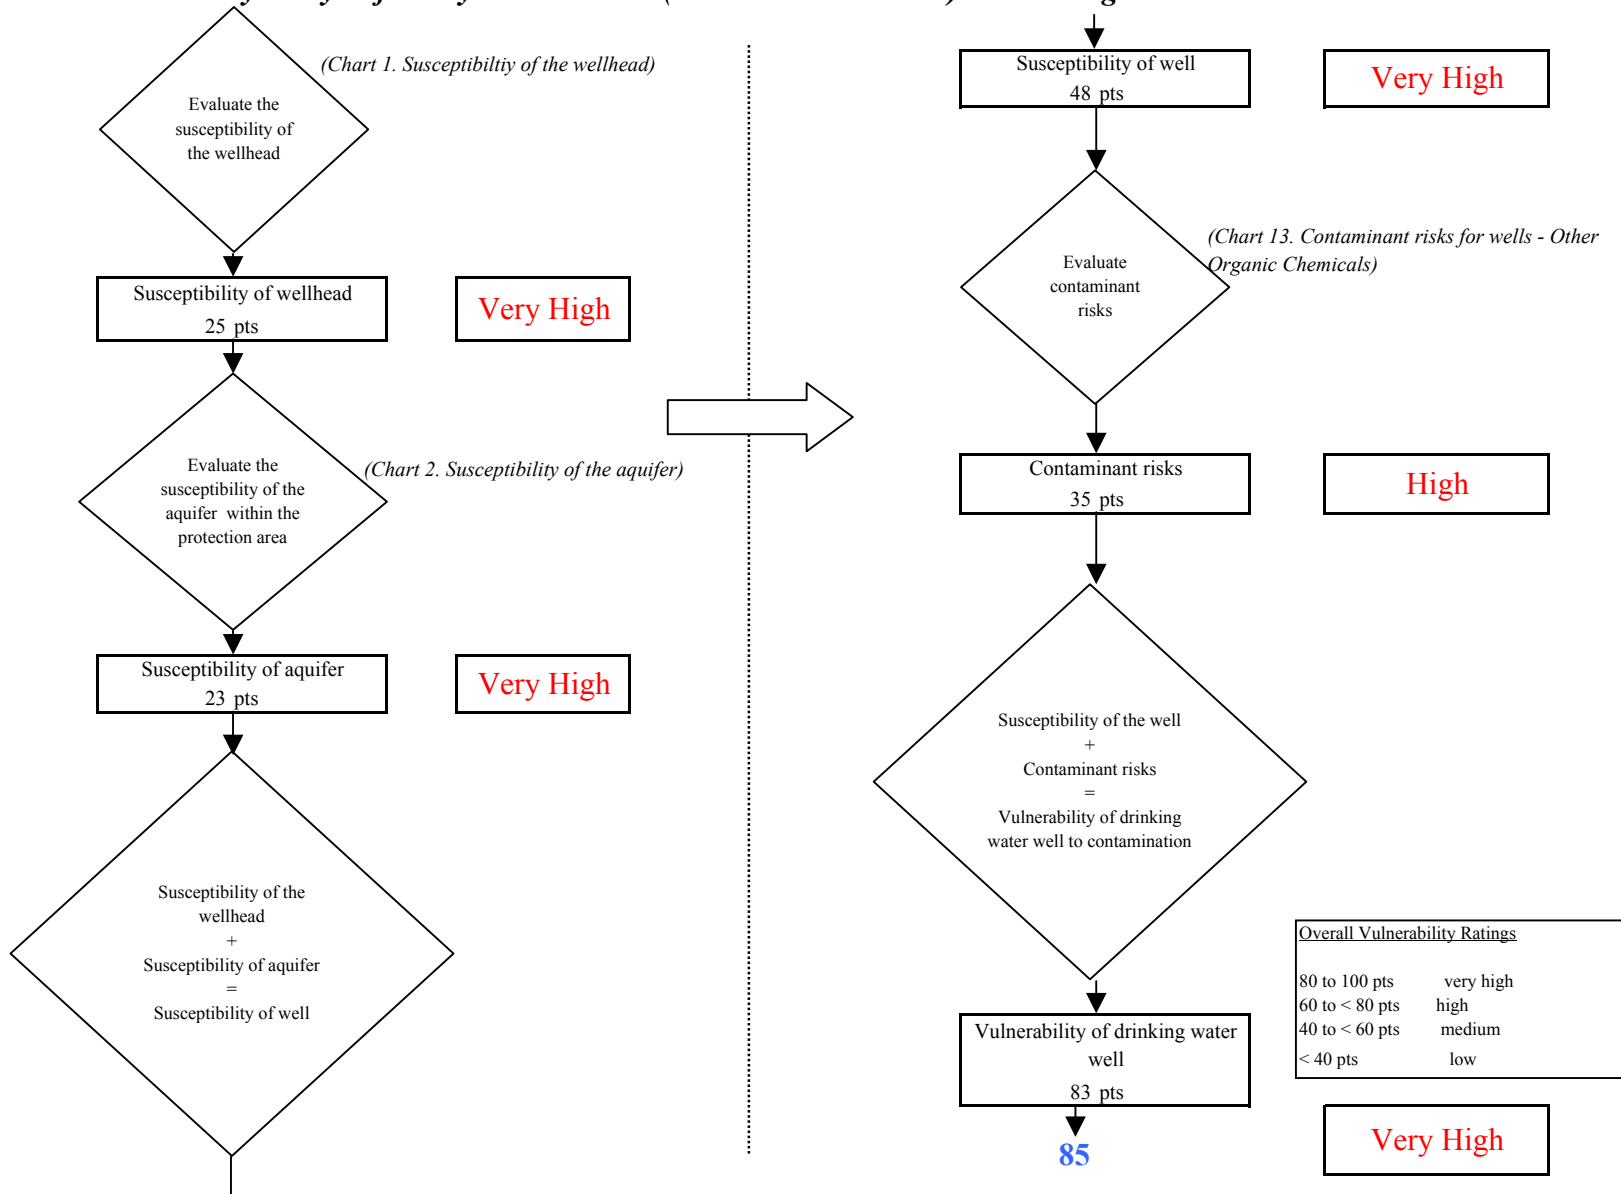 (Chart 1. Susceptibiltiy of the wellhead)
Evaluate the
susceptibility of
the wellhead
Susceptibility of wellhead
25 pts
Very High
Evaluate the
susceptibility of the
aquifer within the
protection area
(Chart 2. Susceptibility of the aquifer)
Susceptibility of aquifer
23 pts
Very High
Susceptibility of the
wellhead
+
Susceptibility of aquifer
=
Susceptibility of well
Susceptibility of well
48 pts
Very High
Evaluate
contaminant
risks
(Chart 13. Contaminant risks for wells - Other
Organic Chemicals)
Contaminant risks
35 pts
High
Susceptibility of the well
+
Contaminant risks
=
Vulnerability of drinking
water well to contamination
Vulnerability of drinking water
well
83 pts
85
Overall Vulnerability Ratings
80 to 100 pts very high
60 to < 80 pts high
40 to < 60 pts medium
< 40 pts low
Very High